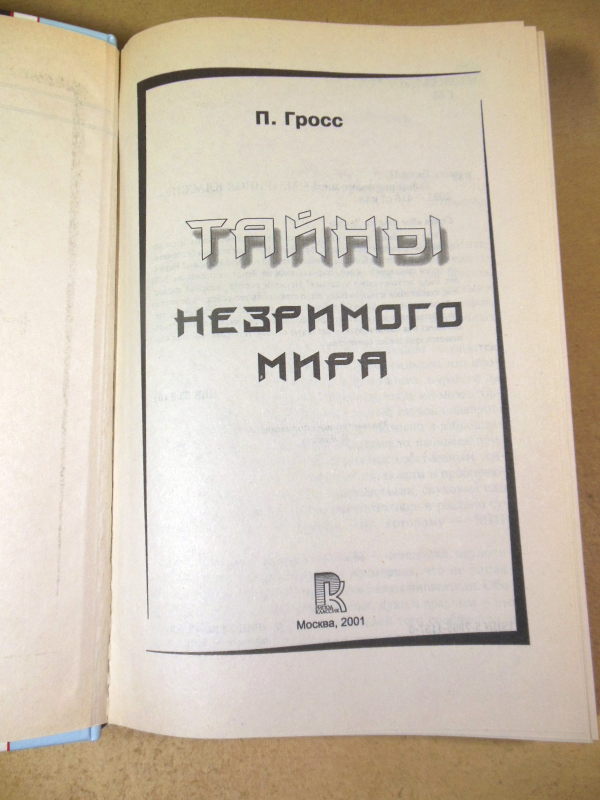 П. Гросс
ТАЙНЫ
НЕЗРИМОГО
МИРА
Москва, 2001